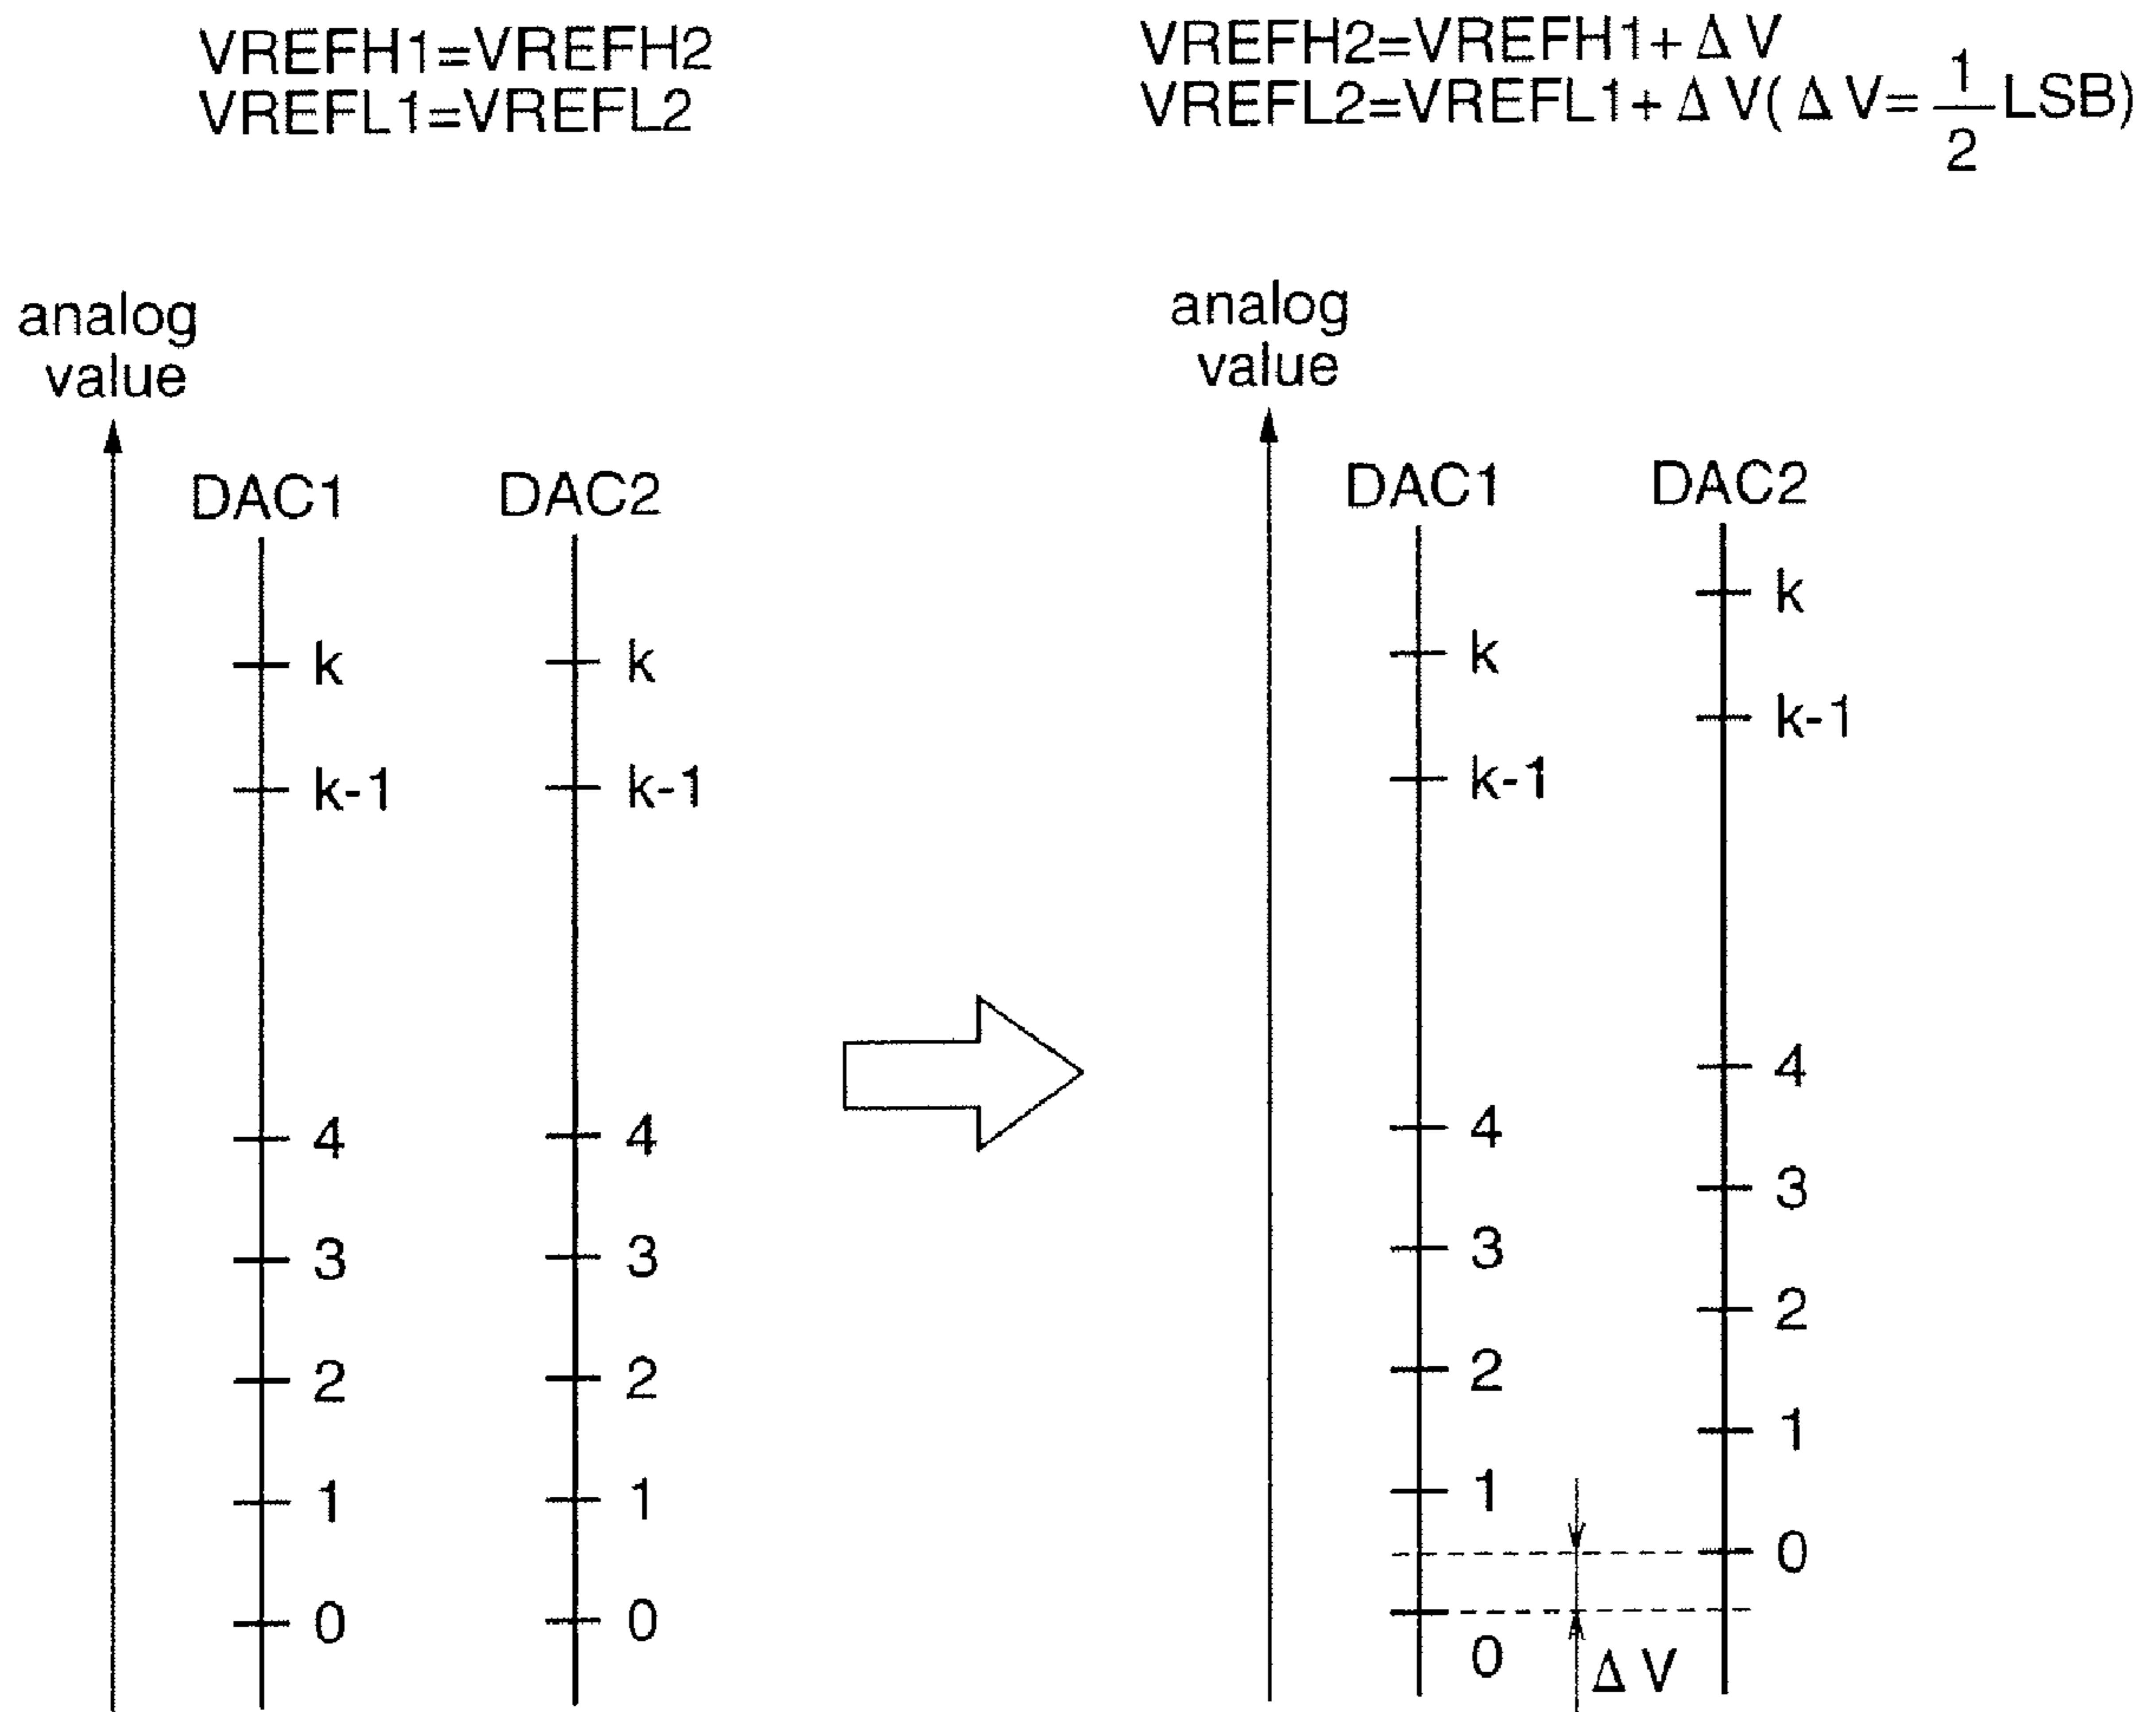 VREFH1=VREFH2
VREFL1=VREFL2
VREFH2=VREFH1+ΔV
VREFL2=VREFL1+ΔV(ΔV=1/2LSB)
analog
value
DAC1
DAC2
k
k
k-1
k-1
4
4
3
3
2
2
1
1
0
0
analog
value
DAC1
DAC2
k
k
k-1
k-1
4
4
3
3
2
2
1
1
0
0
ΔV